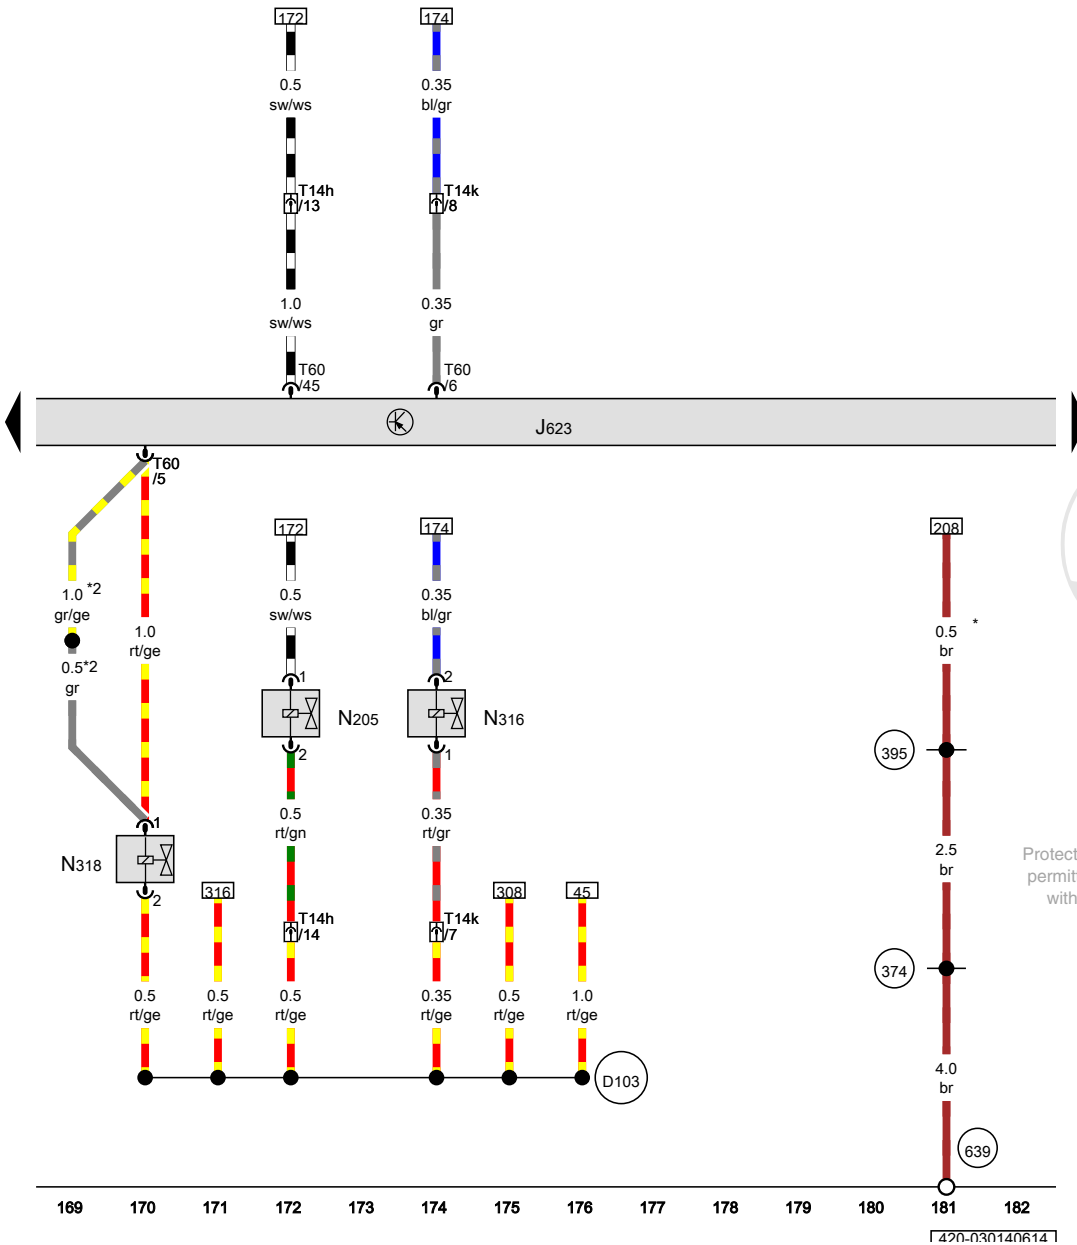 172
174
0.5
sw/ws
0.35
bl/gr
T14h
/13
T14k
/8
1.0
sw/ws
0.35
gr
T60
/45
T60
/6
J623
T60
/5
172
174
208
1.0 *2
gr/ge
0.5
sw/ws
0.35
bl/gr
0.5 *
br
1.0
rt/ge
0.5*2
gr
1
2
N205
N316
395
2
1
0.5
rt/gn
0.35
rt/gr
1
N318
2
2.5
br
Protect
permit
with
316
308
45
T14h
/14
T14k
/7
374
0.5
rt/ge
0.5
rt/ge
0.5
rt/ge
0.35
rt/ge
0.5
rt/ge
1.0
rt/ge
D103
4.0
br
639
169 170 171 172 173 174 175 176 177 178 179 180 181 182
420-030140614